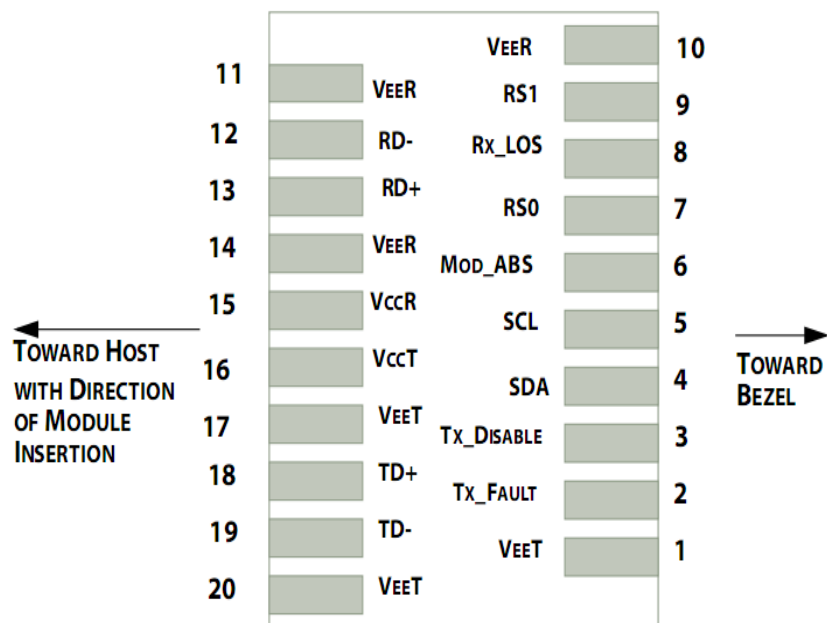 11 VEER
12 RD-
13 RD+
14 VEER
15 VCCR
16 VCCT
17 VEET
18 TD+
19 TD-
20 VEET
VEER 10
RS1 9
RX_LOS 8
RS0 7
MOD_ABS 6
SCL 5
SDA 4
TX_DISABLE 3
TX_FAULT 2
VEET 1
TOWARD HOST
WITH DIRECTION
OF MODULE
INSERTION
TOWARD
BEZEL